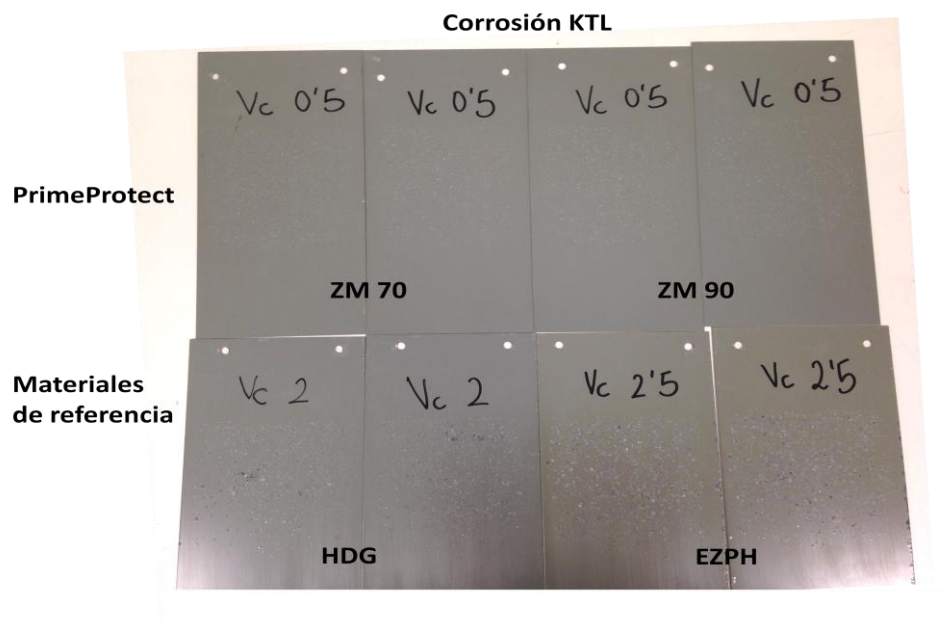 Corrosión KTL
Vc 0'5 Vc 0'5 Vc 0'5 Vc 0'5
PrimeProtect
ZM 70 ZM 90
Materiales
de referencia
Vc 2 Vc 2 Vc 2'5 Vc 2'5
HDG EZPH